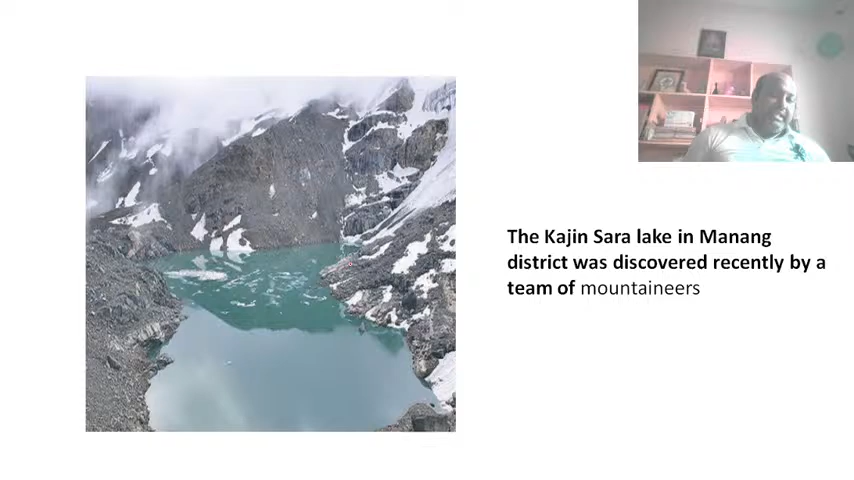 The Kajin Sara lake in Manang
district was discovered recently by a
team of mountaineers